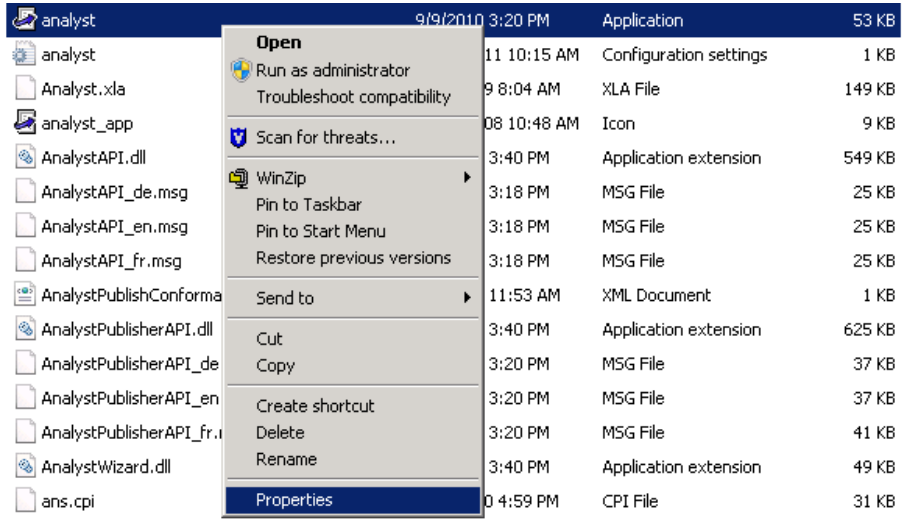 analyst 9/9/2010 3:20 PM Application 53 KB
analyst 11 10:15 AM Configuration settings 1 KB
Analyst.xla 9 8:04 AM XLA File 149 KB
analyst_app 08 10:48 AM Icon 9 KB
AnalystAPI.dll 3:40 PM Application extension 549 KB
AnalystAPI_de.msg 3:18 PM MSG File 25 KB
AnalystAPI_en.msg 3:18 PM MSG File 25 KB
AnalystAPI_fr.msg 3:18 PM MSG File 25 KB
AnalystPublishConforma 11:53 AM XML Document 1 KB
AnalystPublisherAPI.dll 3:40 PM Application extension 625 KB
AnalystPublisherAPI_de 3:20 PM MSG File 37 KB
AnalystPublisherAPI_en 3:20 PM MSG File 37 KB
AnalystPublisherAPI_fr. 3:20 PM MSG File 41 KB
AnalystWizard.dll 3:40 PM Application extension 49 KB
ans.cpi 0 4:59 PM CPI File 31 KB
Open
Run as administrator
Troubleshoot compatibility
Scan for threats...
WinZip
Pin to Taskbar
Pin to Start Menu
Restore previous versions
Send to
Cut
Copy
Create shortcut
Delete
Rename
Properties